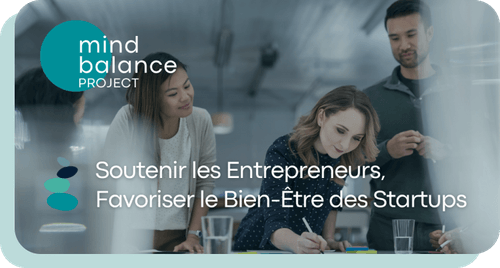 mind
balance
PROJECT
Soutenir les Entrepreneurs,
Favoriser le Bien-Être des Startups